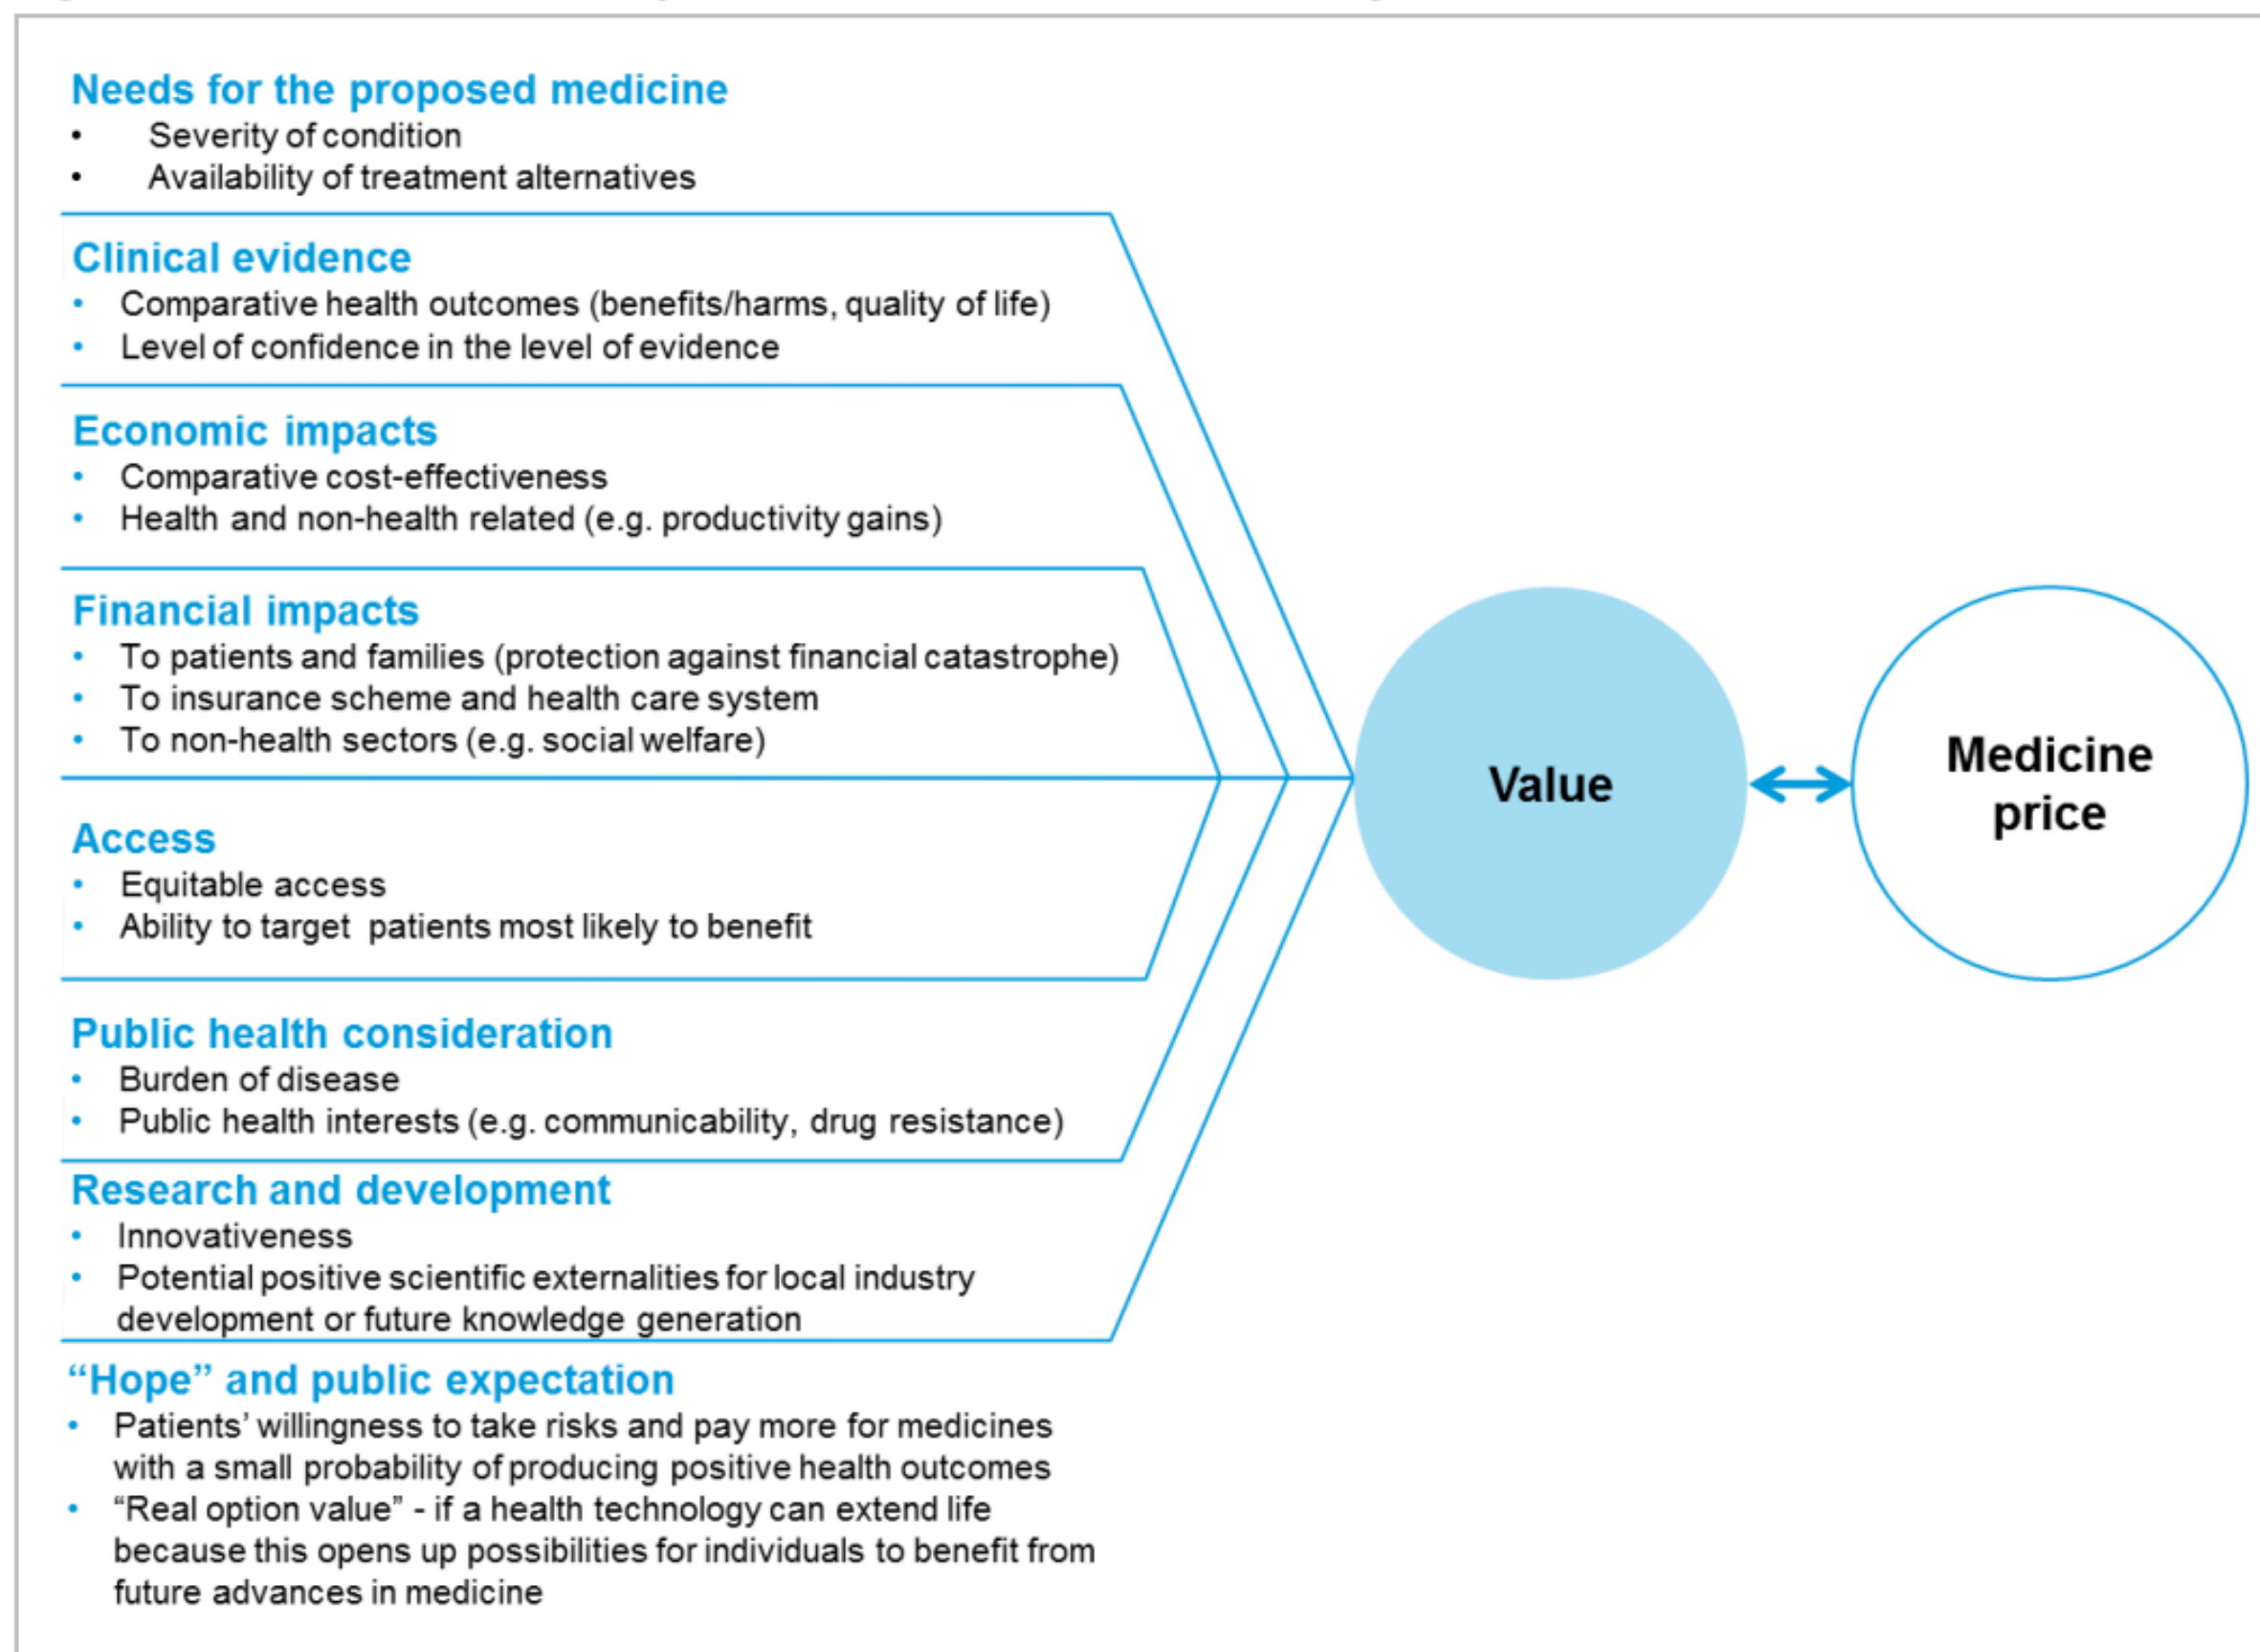 Needs for the proposed medicine
• Severity of condition
• Availability of treatment alternatives
Clinical evidence
• Comparative health outcomes (benefits/harms, quality of life)
• Level of confidence in the level of evidence
Economic impacts
• Comparative cost-effectiveness
• Health and non-health related (e.g. productivity gains)
Financial impacts
• To patients and families (protection against financial catastrophe)
• To insurance scheme and health care system
• To non-health sectors (e.g. social welfare)
Access
• Equitable access
• Ability to target patients most likely to benefit
Public health consideration
• Burden of disease
• Public health interests (e.g. communicability, drug resistance)
Research and development
• Innovativeness
• Potential positive scientific externalities for local industry
development or future knowledge generation
“Hope” and public expectation
• Patients’ willingness to take risks and pay more for medicines
with a small probability of producing positive health outcomes
• “Real option value” - if a health technology can extend life
because this opens up possibilities for individuals to benefit from
future advances in medicine
Value
Medicine
price